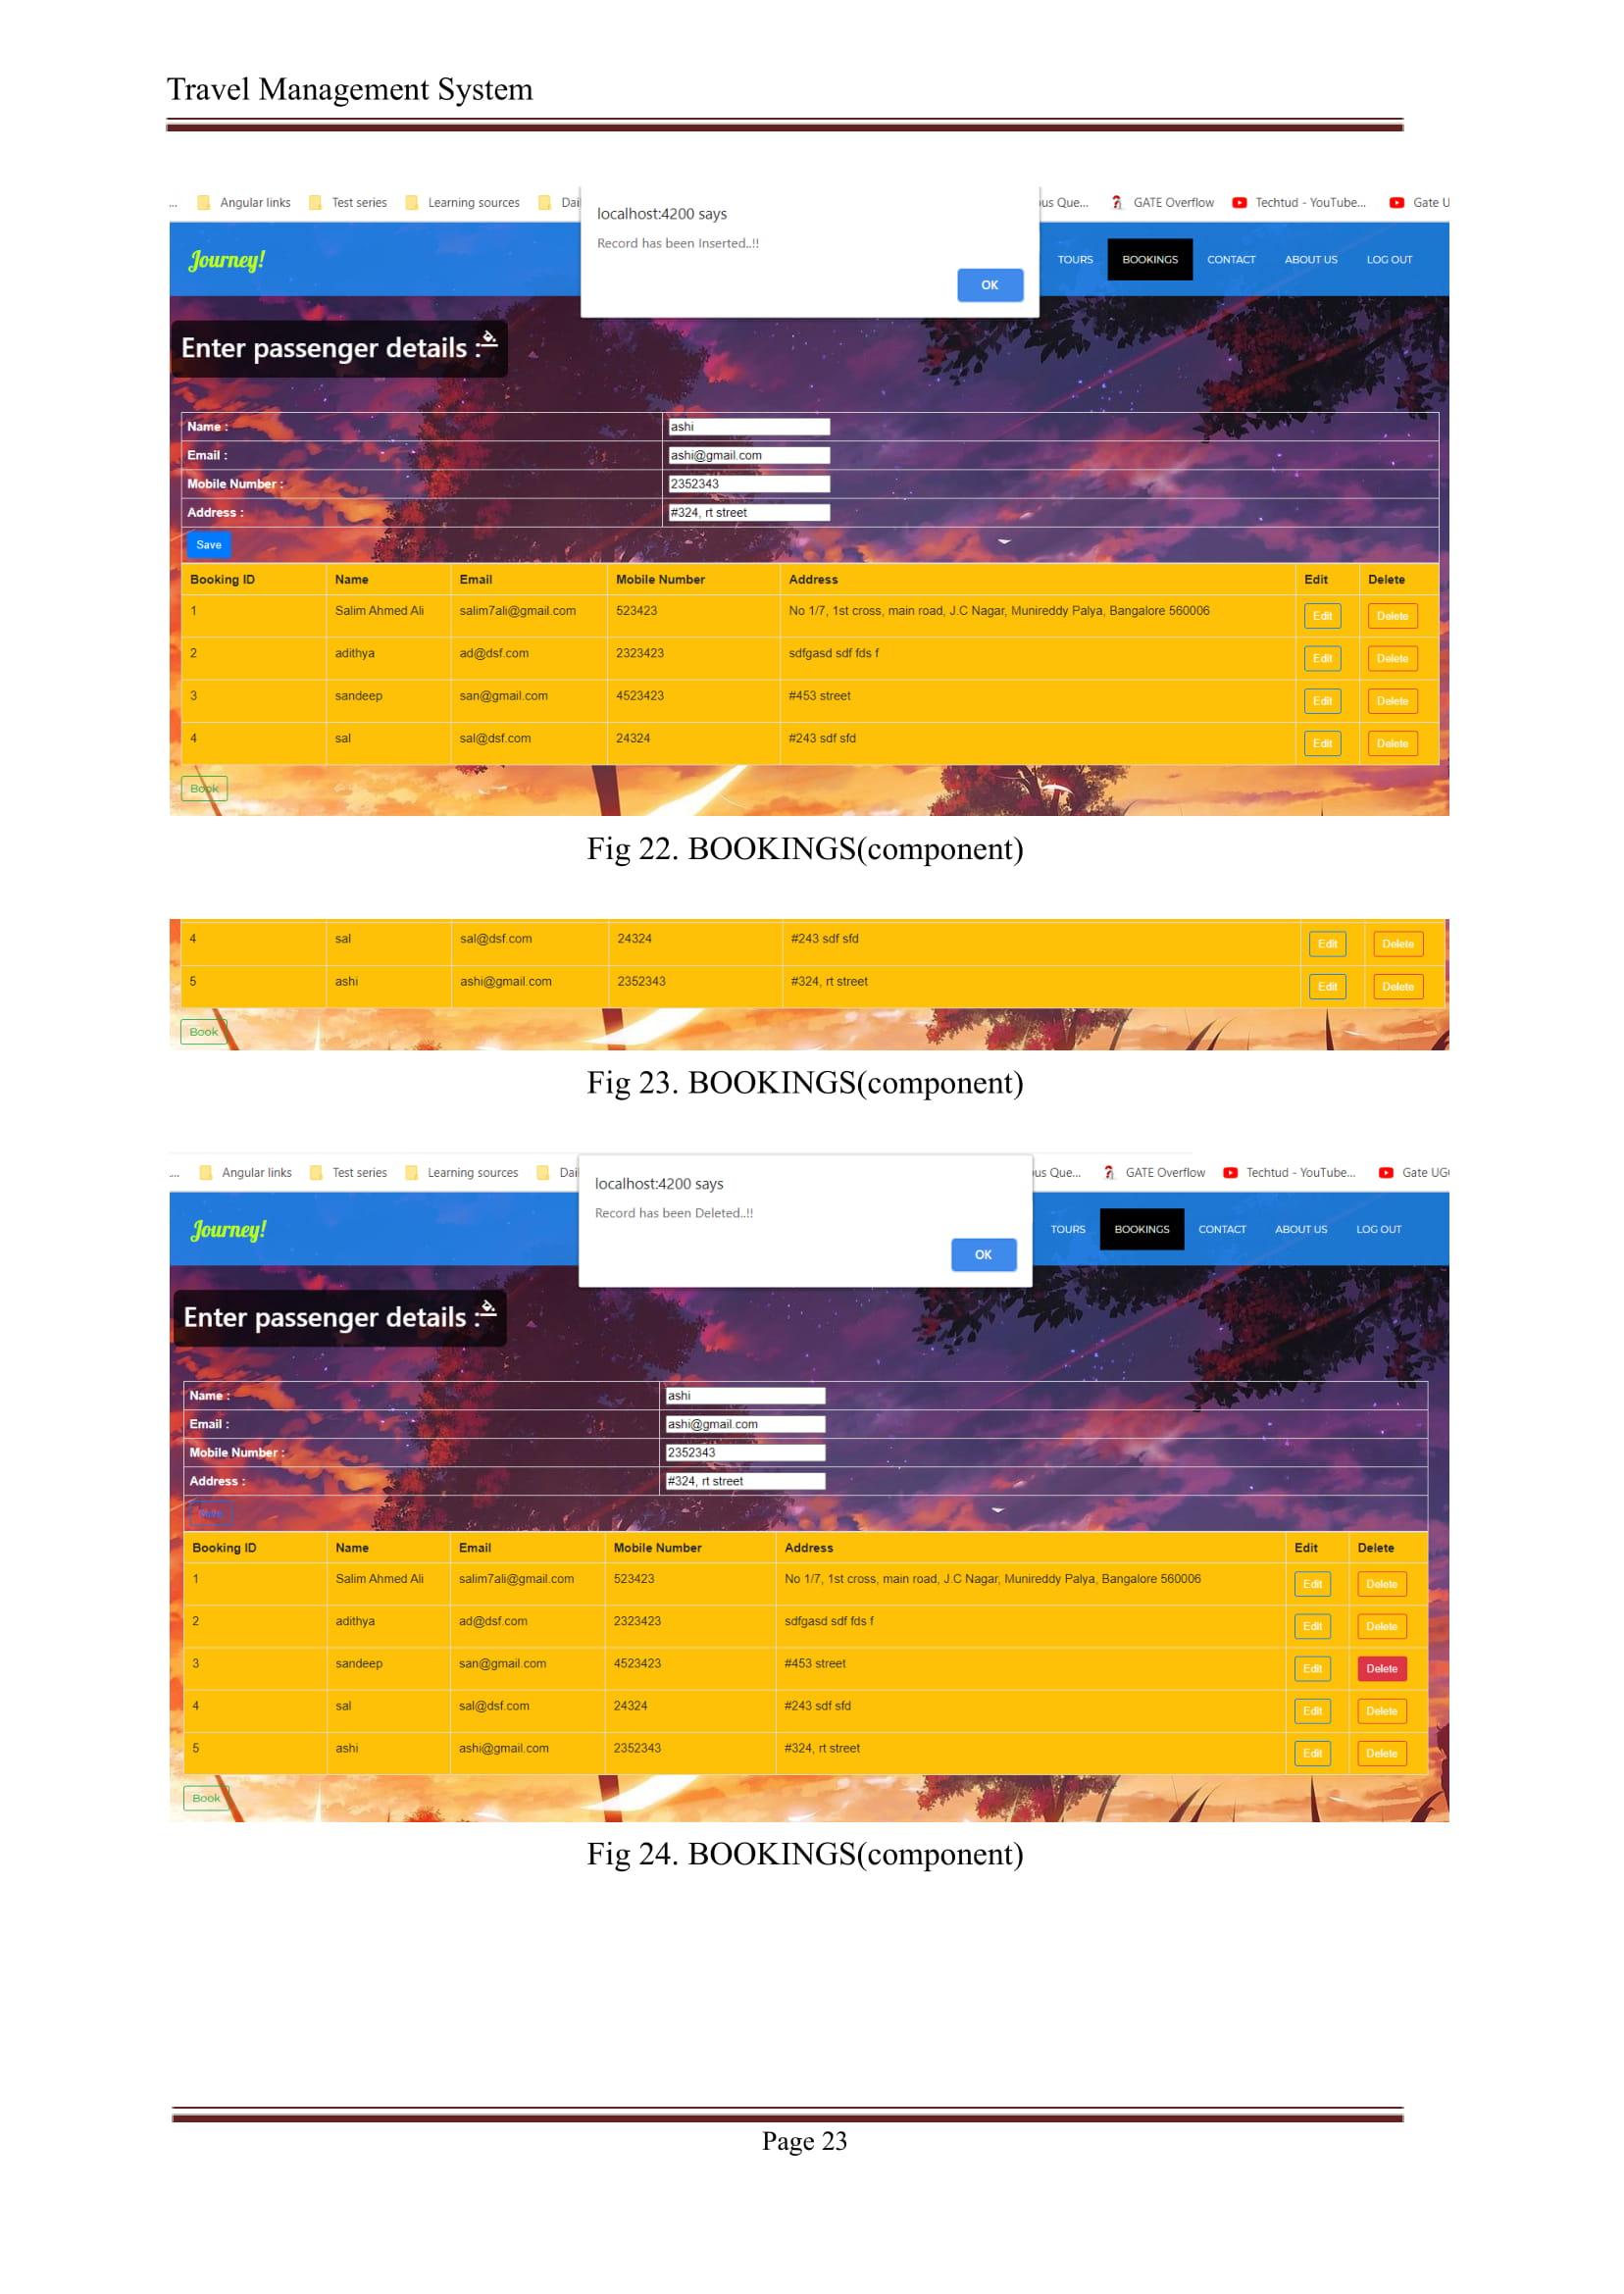 Travel Management System
... Angular links Test series Learning sources Dai us Que... GATE Overflow Techtud - YouTube... Gate U
localhost:4200 says
Record has been Inserted..!!
OK
Journey! TOURS BOOKINGS CONTACT ABOUT US LOG OUT
Enter passenger details :
Name : ashi
Email : ashi@gmail.com
Mobile Number : 2352343
Address : #324, rt street
Save
Booking ID Name Email Mobile Number Address Edit Delete
1 Salim Ahmed Ali salim7ali@gmail.com 523423 No 1/7, 1st cross, main road, J.C Nagar, Munireddy Palya, Bangalore 560006 Edit Delete
2 adithya ad@dsf.com 2323423 sdfgasd sdf fds f Edit Delete
3 sandeep san@gmail.com 4523423 #453 street Edit Delete
4 sal sal@dsf.com 24324 #243 sdf sfd Edit Delete
Book
Fig 22. BOOKINGS(component)
4 sal sal@dsf.com 24324 #243 sdf sfd Edit Delete
5 ashi ashi@gmail.com 2352343 #324, rt street Edit Delete
Book
Fig 23. BOOKINGS(component)
... Angular links Test series Learning sources Dai us Que... GATE Overflow Techtud - YouTube... Gate UG
localhost:4200 says
Record has been Deleted..!!
OK
Journey! TOURS BOOKINGS CONTACT ABOUT US LOG OUT
Enter passenger details :
Name : ashi
Email : ashi@gmail.com
Mobile Number : 2352343
Address : #324, rt street
Save
Booking ID Name Email Mobile Number Address Edit Delete
1 Salim Ahmed Ali salim7ali@gmail.com 523423 No 1/7, 1st cross, main road, J.C Nagar, Munireddy Palya, Bangalore 560006 Edit Delete
2 adithya ad@dsf.com 2323423 sdfgasd sdf fds f Edit Delete
3 sandeep san@gmail.com 4523423 #453 street Edit Delete
4 sal sal@dsf.com 24324 #243 sdf sfd Edit Delete
5 ashi ashi@gmail.com 2352343 #324, rt street Edit Delete
Book
Fig 24. BOOKINGS(component)
Page 23